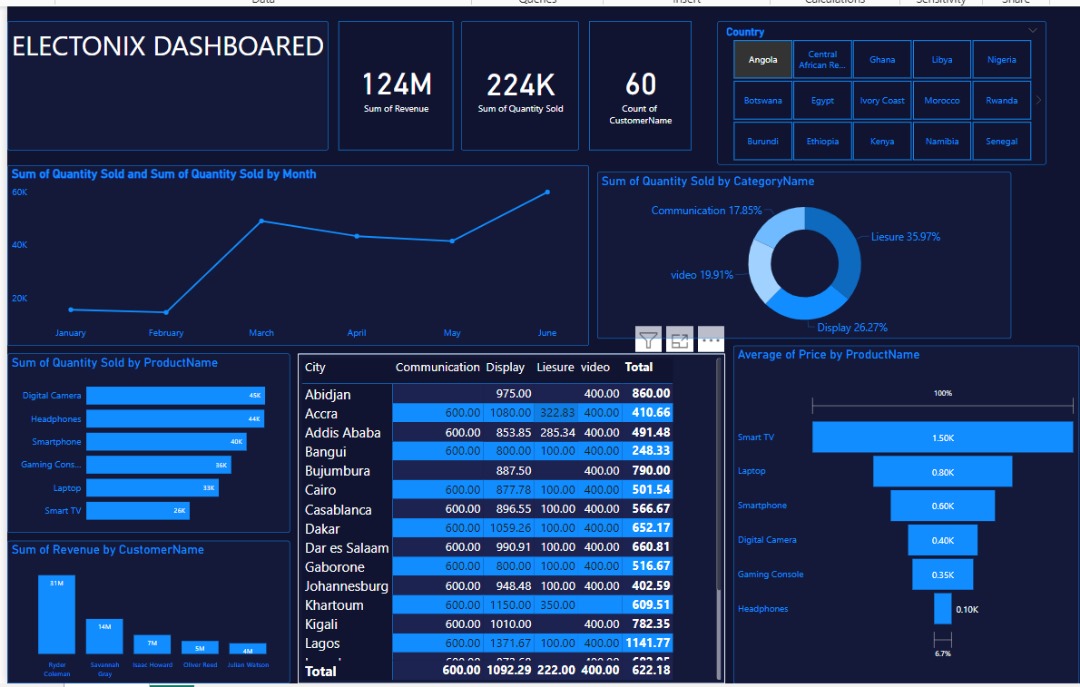 Data Queries Insert Calculations Sensitivity Share
ELECTONIX DASHBOARED
124M
Sum of Revenue
224K
Sum of Quantity Sold
60
Count of
CustomerName
Country
Angola
Central
African Re...
Ghana
Libya
Nigeria
Botswana
Egypt
Ivory Coast
Morocco
Rwanda
Burundi
Ethiopia
Kenya
Namibia
Senegal
Sum of Quantity Sold and Sum of Quantity Sold by Month
60K
40K
20K
January February March April May June
Sum of Quantity Sold by CategoryName
Communication 17.85%
Liesure 35.97%
video 19.91%
Display 26.27%
Sum of Quantity Sold by ProductName
Digital Camera 45K
Headphones 44K
Smartphone 40K
Gaming Cons... 36K
Laptop 33K
Smart TV 26K
Sum of Revenue by CustomerName
31M
14M
7M
5M
4M
Ryder
Coleman
Savannah
Gray
Isaac Howard
Oliver Reed
Julian Watson
City Communication Display Liesure video Total
Abidjan 975.00 400.00 860.00
Accra 600.00 1080.00 322.83 400.00 410.66
Addis Ababa 600.00 853.85 285.34 400.00 491.48
Bangui 600.00 800.00 100.00 400.00 248.33
Bujumbura 887.50 400.00 790.00
Cairo 600.00 877.78 100.00 400.00 501.54
Casablanca 600.00 896.55 100.00 400.00 566.67
Dakar 600.00 1059.26 100.00 400.00 652.17
Dar es Salaam 600.00 990.91 100.00 400.00 660.81
Gaborone 600.00 800.00 100.00 400.00 516.67
Johannesburg 600.00 948.48 100.00 400.00 402.59
Khartoum 600.00 1150.00 350.00 609.51
Kigali 600.00 1010.00 400.00 782.35
Lagos 600.00 1371.67 100.00 400.00 1141.77
Total 600.00 1092.29 222.00 400.00 622.18
Average of Price by ProductName
100%
Smart TV 1.50K
Laptop 0.80K
Smartphone 0.60K
Digital Camera 0.40K
Gaming Console 0.35K
Headphones 0.10K
6.7%